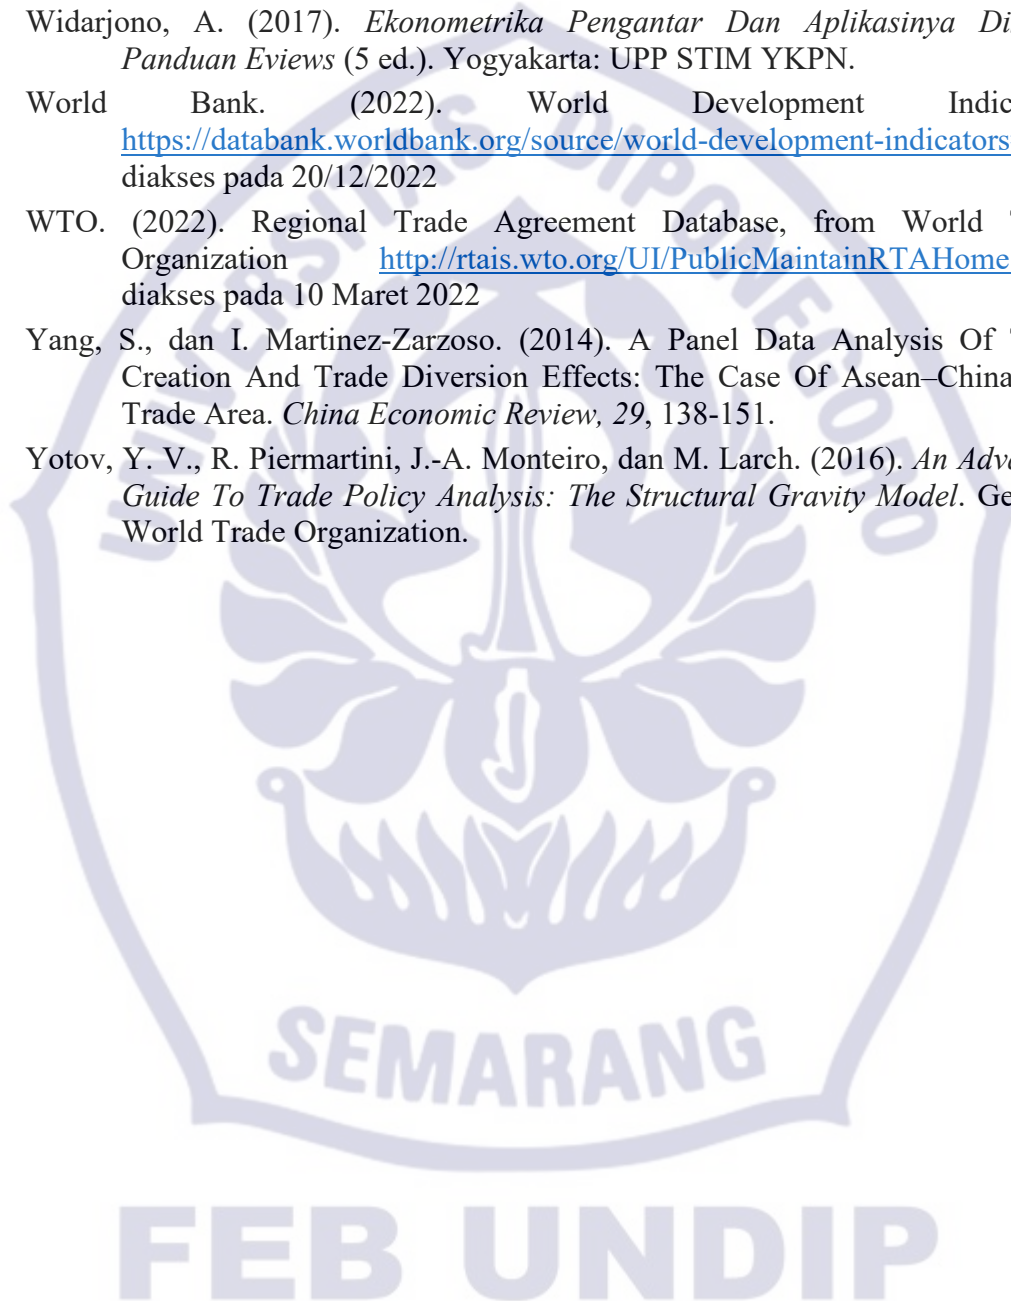 Widarjono, A. (2017). Ekonometrika Pengantar Dan Aplikasinya
Panduan Eviews (5 ed.). Yogyakarta: UPP STIM YKPN.
World Bank. (2022). World Development
https://databank.worldbank.org/source/world-development-indicators
diakses pada 20/12/2022
WTO. (2022). Regional Trade Agreement Database, from World
Organization http://rtais.wto.org/UI/PublicMaintainRTAHome
diakses pada 10 Maret 2022
Yang, S., dan I. Martinez-Zarzoso. (2014). A Panel Data Analysis Of
Creation And Trade Diversion Effects: The Case Of Asean–China
Trade Area. China Economic Review, 29, 138-151.
Yotov, Y. V., R. Piermartini, J.-A. Monteiro, dan M. Larch. (2016). An
Guide To Trade Policy Analysis: The Structural Gravity Model.
World Trade Organization.
UNIVERSITAS DIPONEGORO
SEMARANG
FEB UNDIP